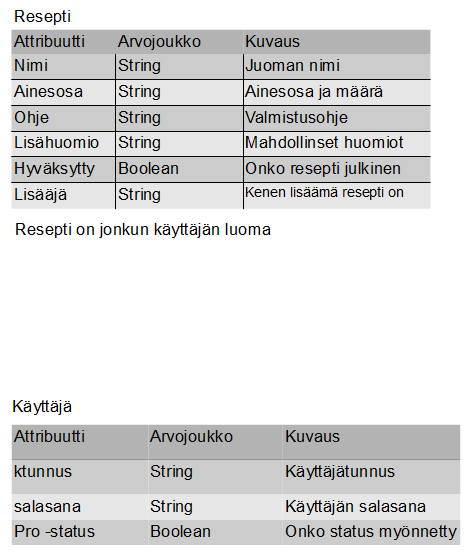 Resepti
Attribuutti Arvojoukko Kuvaus
Nimi String Juoman nimi
Ainesosa String Ainesosa ja määrä
Ohje String Valmistusohje
Lisähuomio String Mahdollinset huomiot
Hyväksytty Boolean Onko resepti julkinen
Lisääjä String Kenen lisäämä resepti on
Resepti on jonkun käyttäjän luoma
Käyttäjä
Attribuutti Arvojoukko Kuvaus
ktunnus String Käyttäjätunnus
salasana String Käyttäjän salasana
Pro -status Boolean Onko status myönnetty